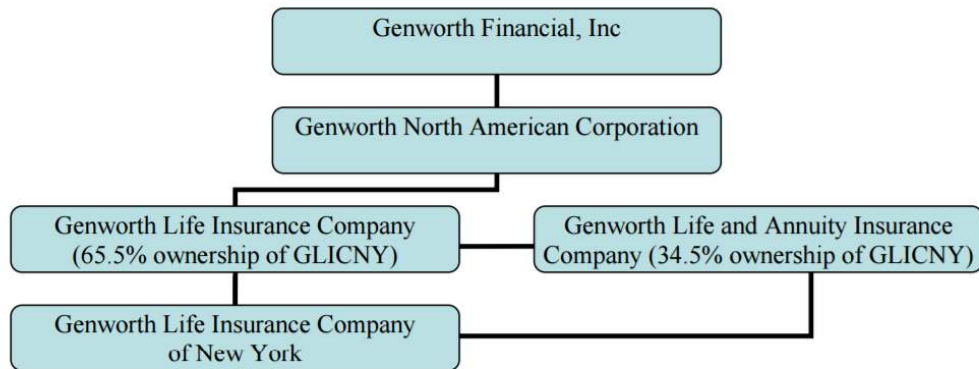 Genworth Financial, Inc
Genworth North American Corporation
Genworth Life Insurance Company
(65.5% ownership of GLICNY)
Genworth Life and Annuity Insurance
Company (34.5% ownership of GLICNY)
Genworth Life Insurance Company
of New York